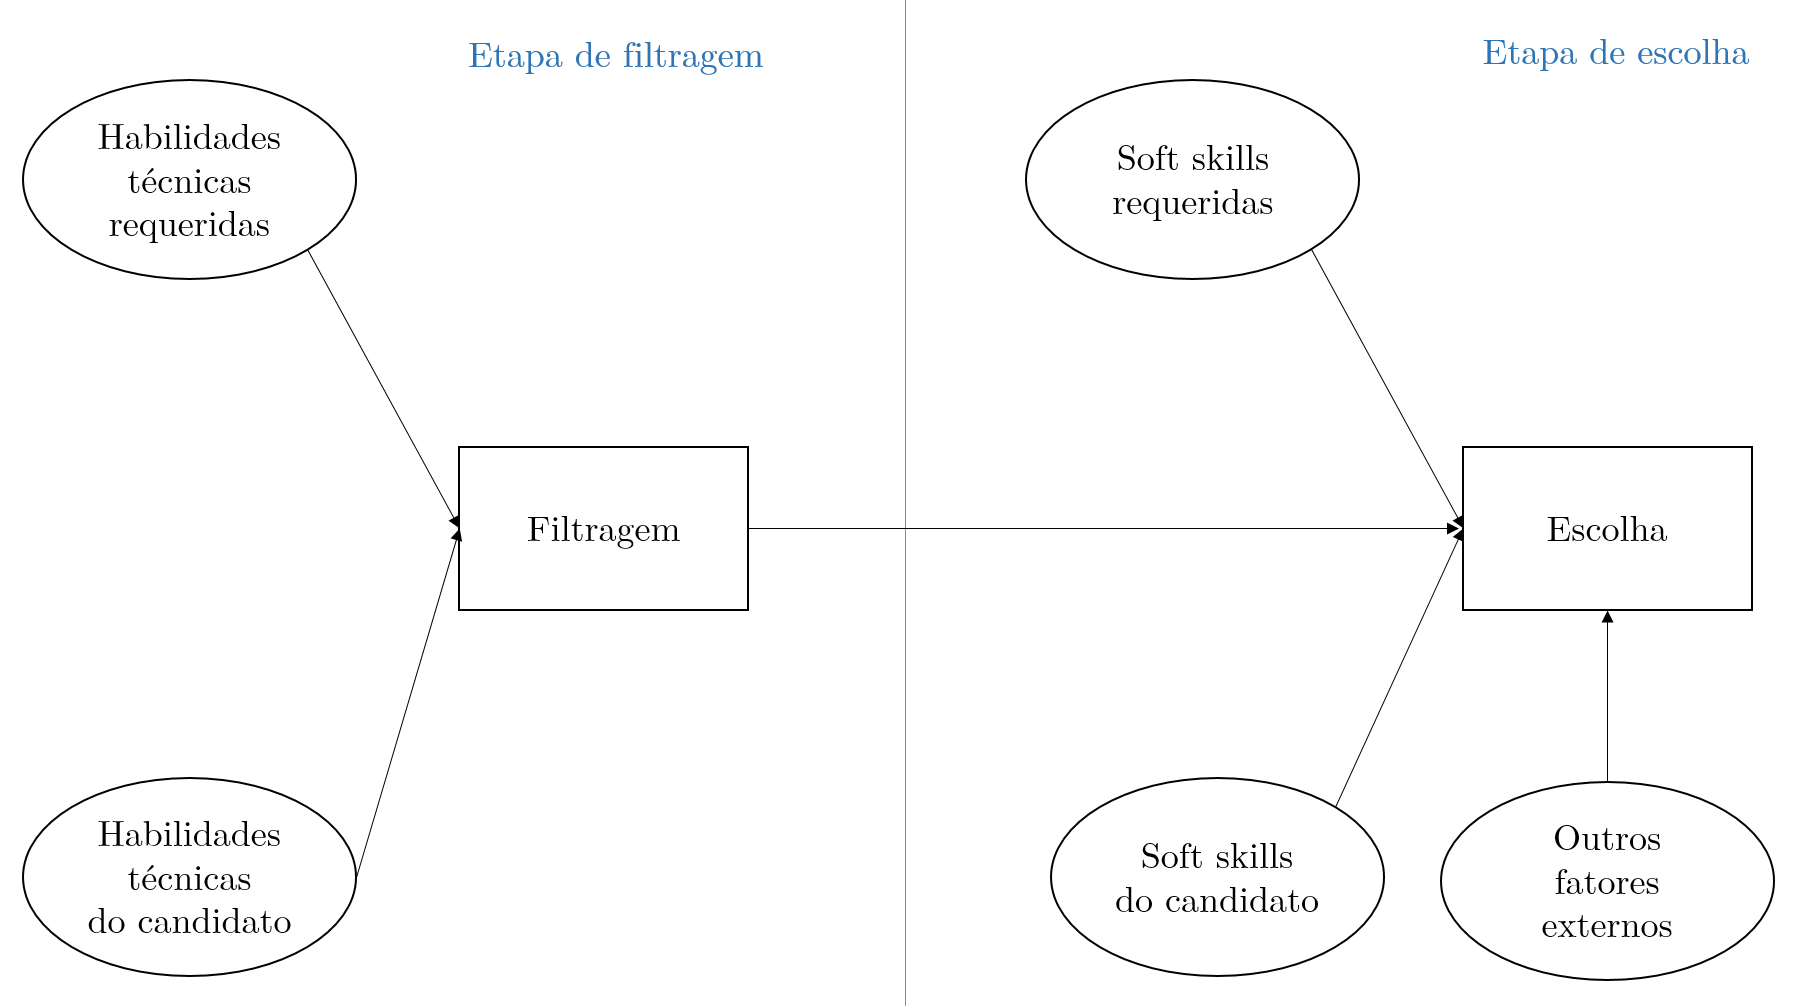 Etapa de filtragem
Etapa de escolha
Habilidades
técnicas
requeridas
Soft skills
requeridas
Filtragem
Escolha
Habilidades
técnicas
do candidato
Soft skills
do candidato
Outros
fatores
externos